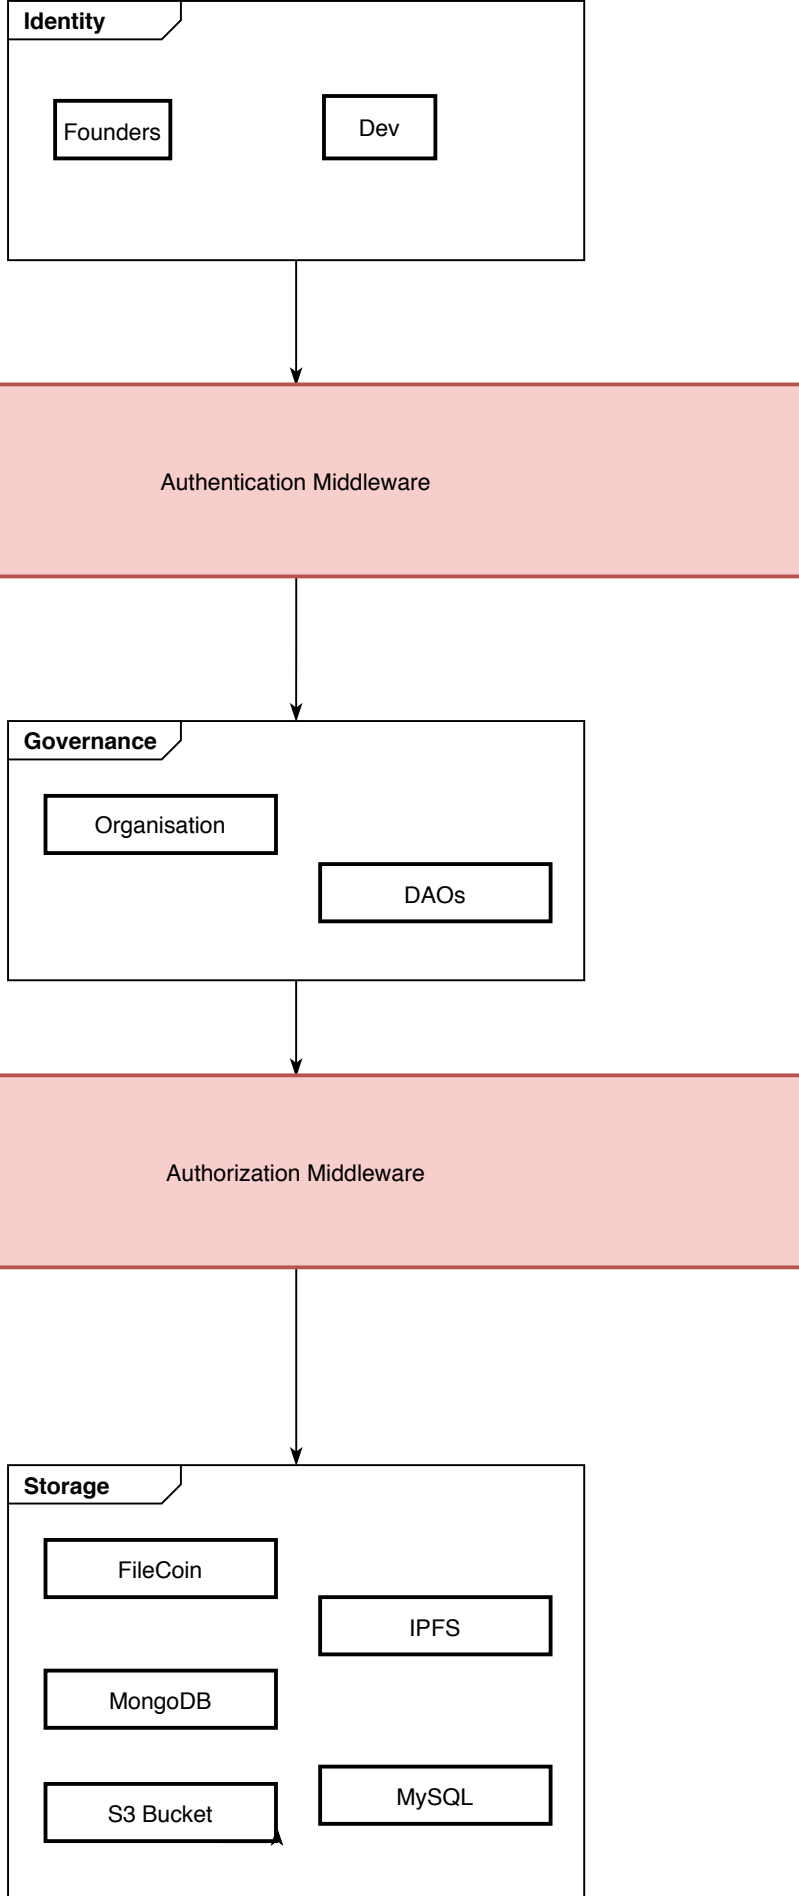 Identity
Founders
Dev
Authentication Middleware
Governance
Organisation
DAOs
Authorization Middleware
Storage
FileCoin
IPFS
MongoDB
MySQL
S3 Bucket